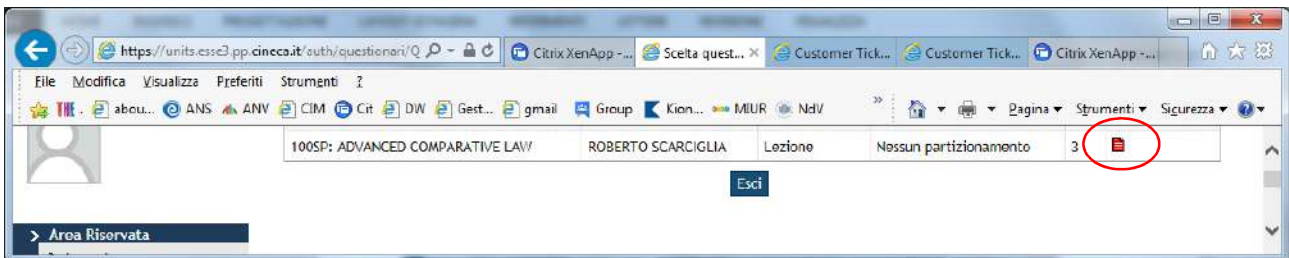 https://units.esse3.pp.cineca.it/auth/questionari/Q
Citrix XenApp -...
Scelta quest...
Customer Tick...
Customer Tick...
Citrix XenApp -...
File Modifica Visualizza Preferiti Strumenti ?
abou... ANS ANV CIM Cit DW Gest... gmail Group Kion... MIUR NdV » Pagina Strumenti Sicurezza
100SP: ADVANCED COMPARATIVE LAW ROBERTO SCARCIGLIA Lezione Nessun partizionamento 3
Esci
> Area Riservata